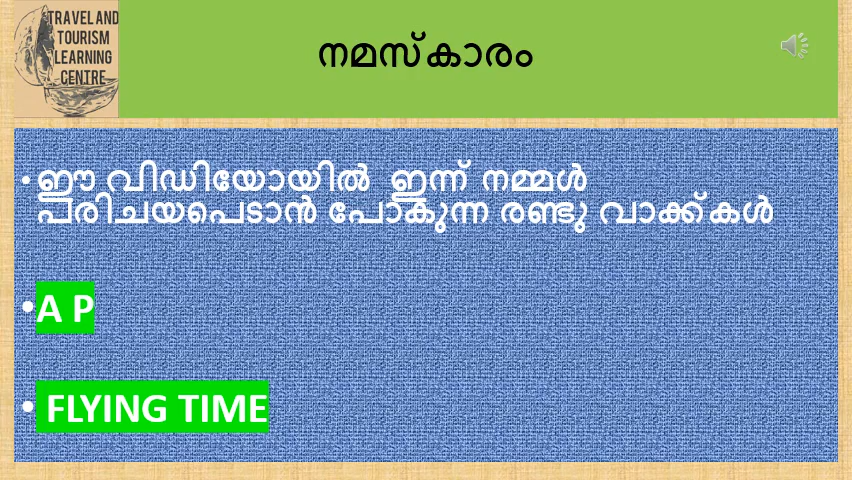 TRAVEL AND
TOURISM
LEARNING
CENTRE
നമസ്കാരം
• ഈ വിഡിയോയിൽ ഇന്ന് നമ്മൾ
പരിചയപെടാൻ പോകുന്ന രണ്ടു വാക്ക്കൾ
• A P
• FLYING TIME